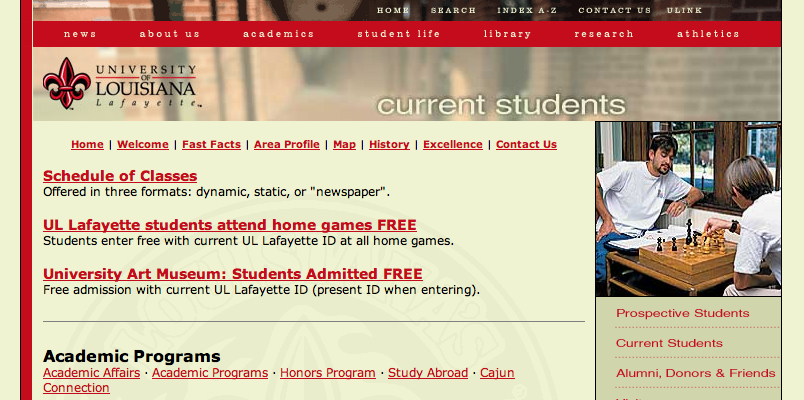 HOME SEARCH INDEX A-Z CONTACT US ULINK
news about us academics student life library research athletics
UNIVERSITY
OF
LOUISIANA
Lafayette™
current students
Home | Welcome | Fast Facts | Area Profile | Map | History | Excellence | Contact Us
Schedule of Classes
Offered in three formats: dynamic, static, or "newspaper".
UL Lafayette students attend home games FREE
Students enter free with current UL Lafayette ID at all home games.
University Art Museum: Students Admitted FREE
Free admission with current UL Lafayette ID (present ID when entering).
Academic Programs
Academic Affairs · Academic Programs · Honors Program · Study Abroad · Cajun
Connection
Prospective Students
Current Students
Alumni, Donors & Friends